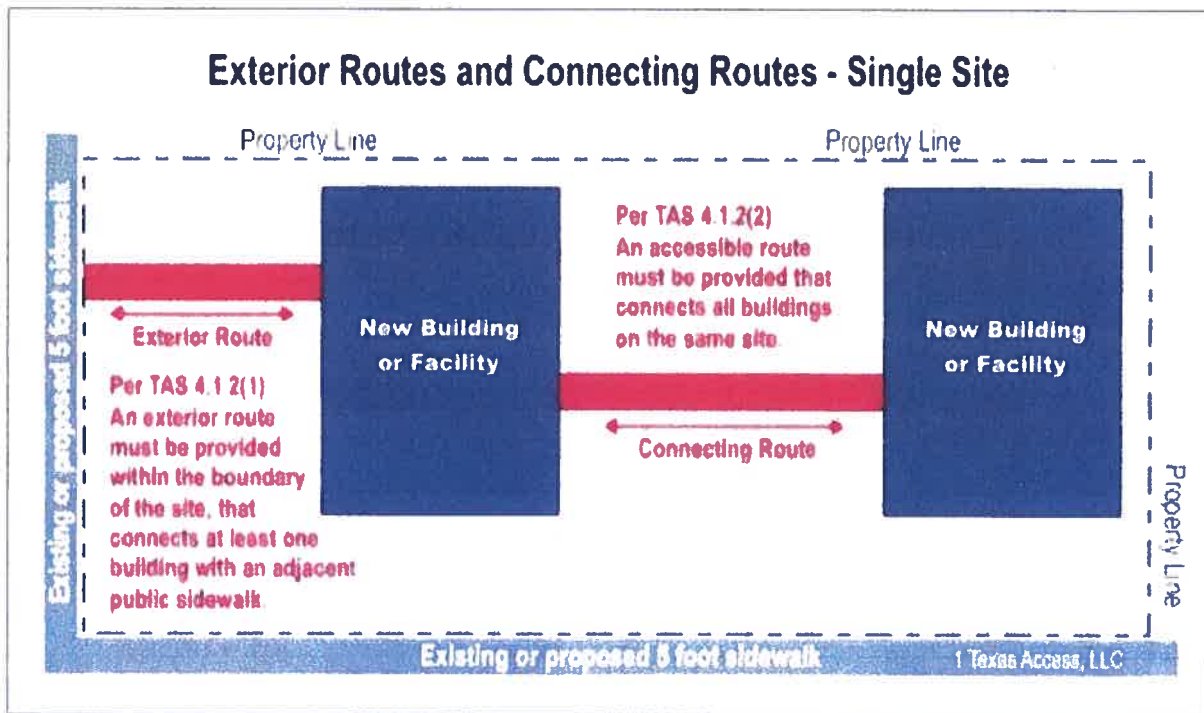 Exterior Routes and Connecting Routes - Single Site
Property Line
Property Line
Existing or proposed 5 foot sidewalk
Exterior Route
Per TAS 4.1.2(1)
An exterior route
must be provided
within the boundary
of the site, that
connects at least one
building with an adjacent
public sidewalk
New Building
or Facility
Per TAS 4.1.2(2)
An accessible route
must be provided that
connects all buildings
on the same site.
Connecting Route
New Building
or Facility
Property Line
Existing or proposed 5 foot sidewalk
1 Texas Access, LLC